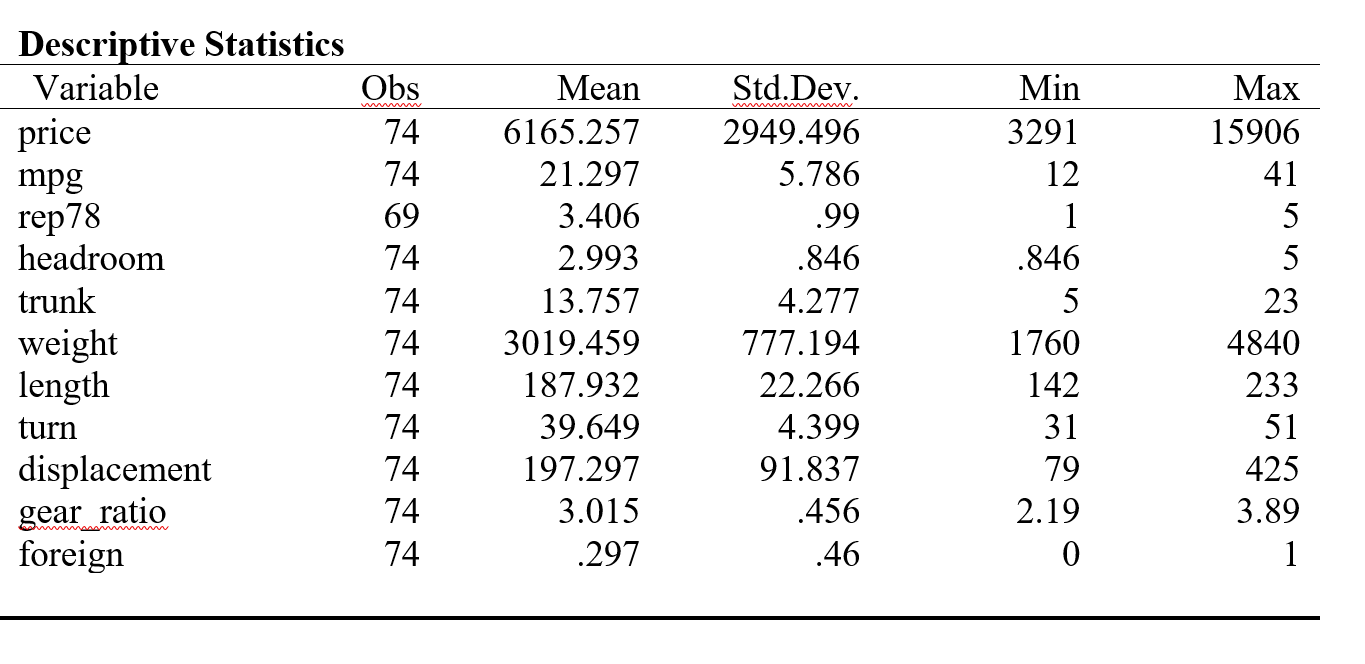 Descriptive Statistics
Variable Obs Mean Std.Dev. Min Max
price 74 6165.257 2949.496 3291 15906
mpg 74 21.297 5.786 12 41
rep78 69 3.406 .99 1 5
headroom 74 2.993 .846 .846 5
trunk 74 13.757 4.277 5 23
weight 74 3019.459 777.194 1760 4840
length 74 187.932 22.266 142 233
turn 74 39.649 4.399 31 51
displacement 74 197.297 91.837 79 425
gear_ratio 74 3.015 .456 2.19 3.89
foreign 74 .297 .46 0 1